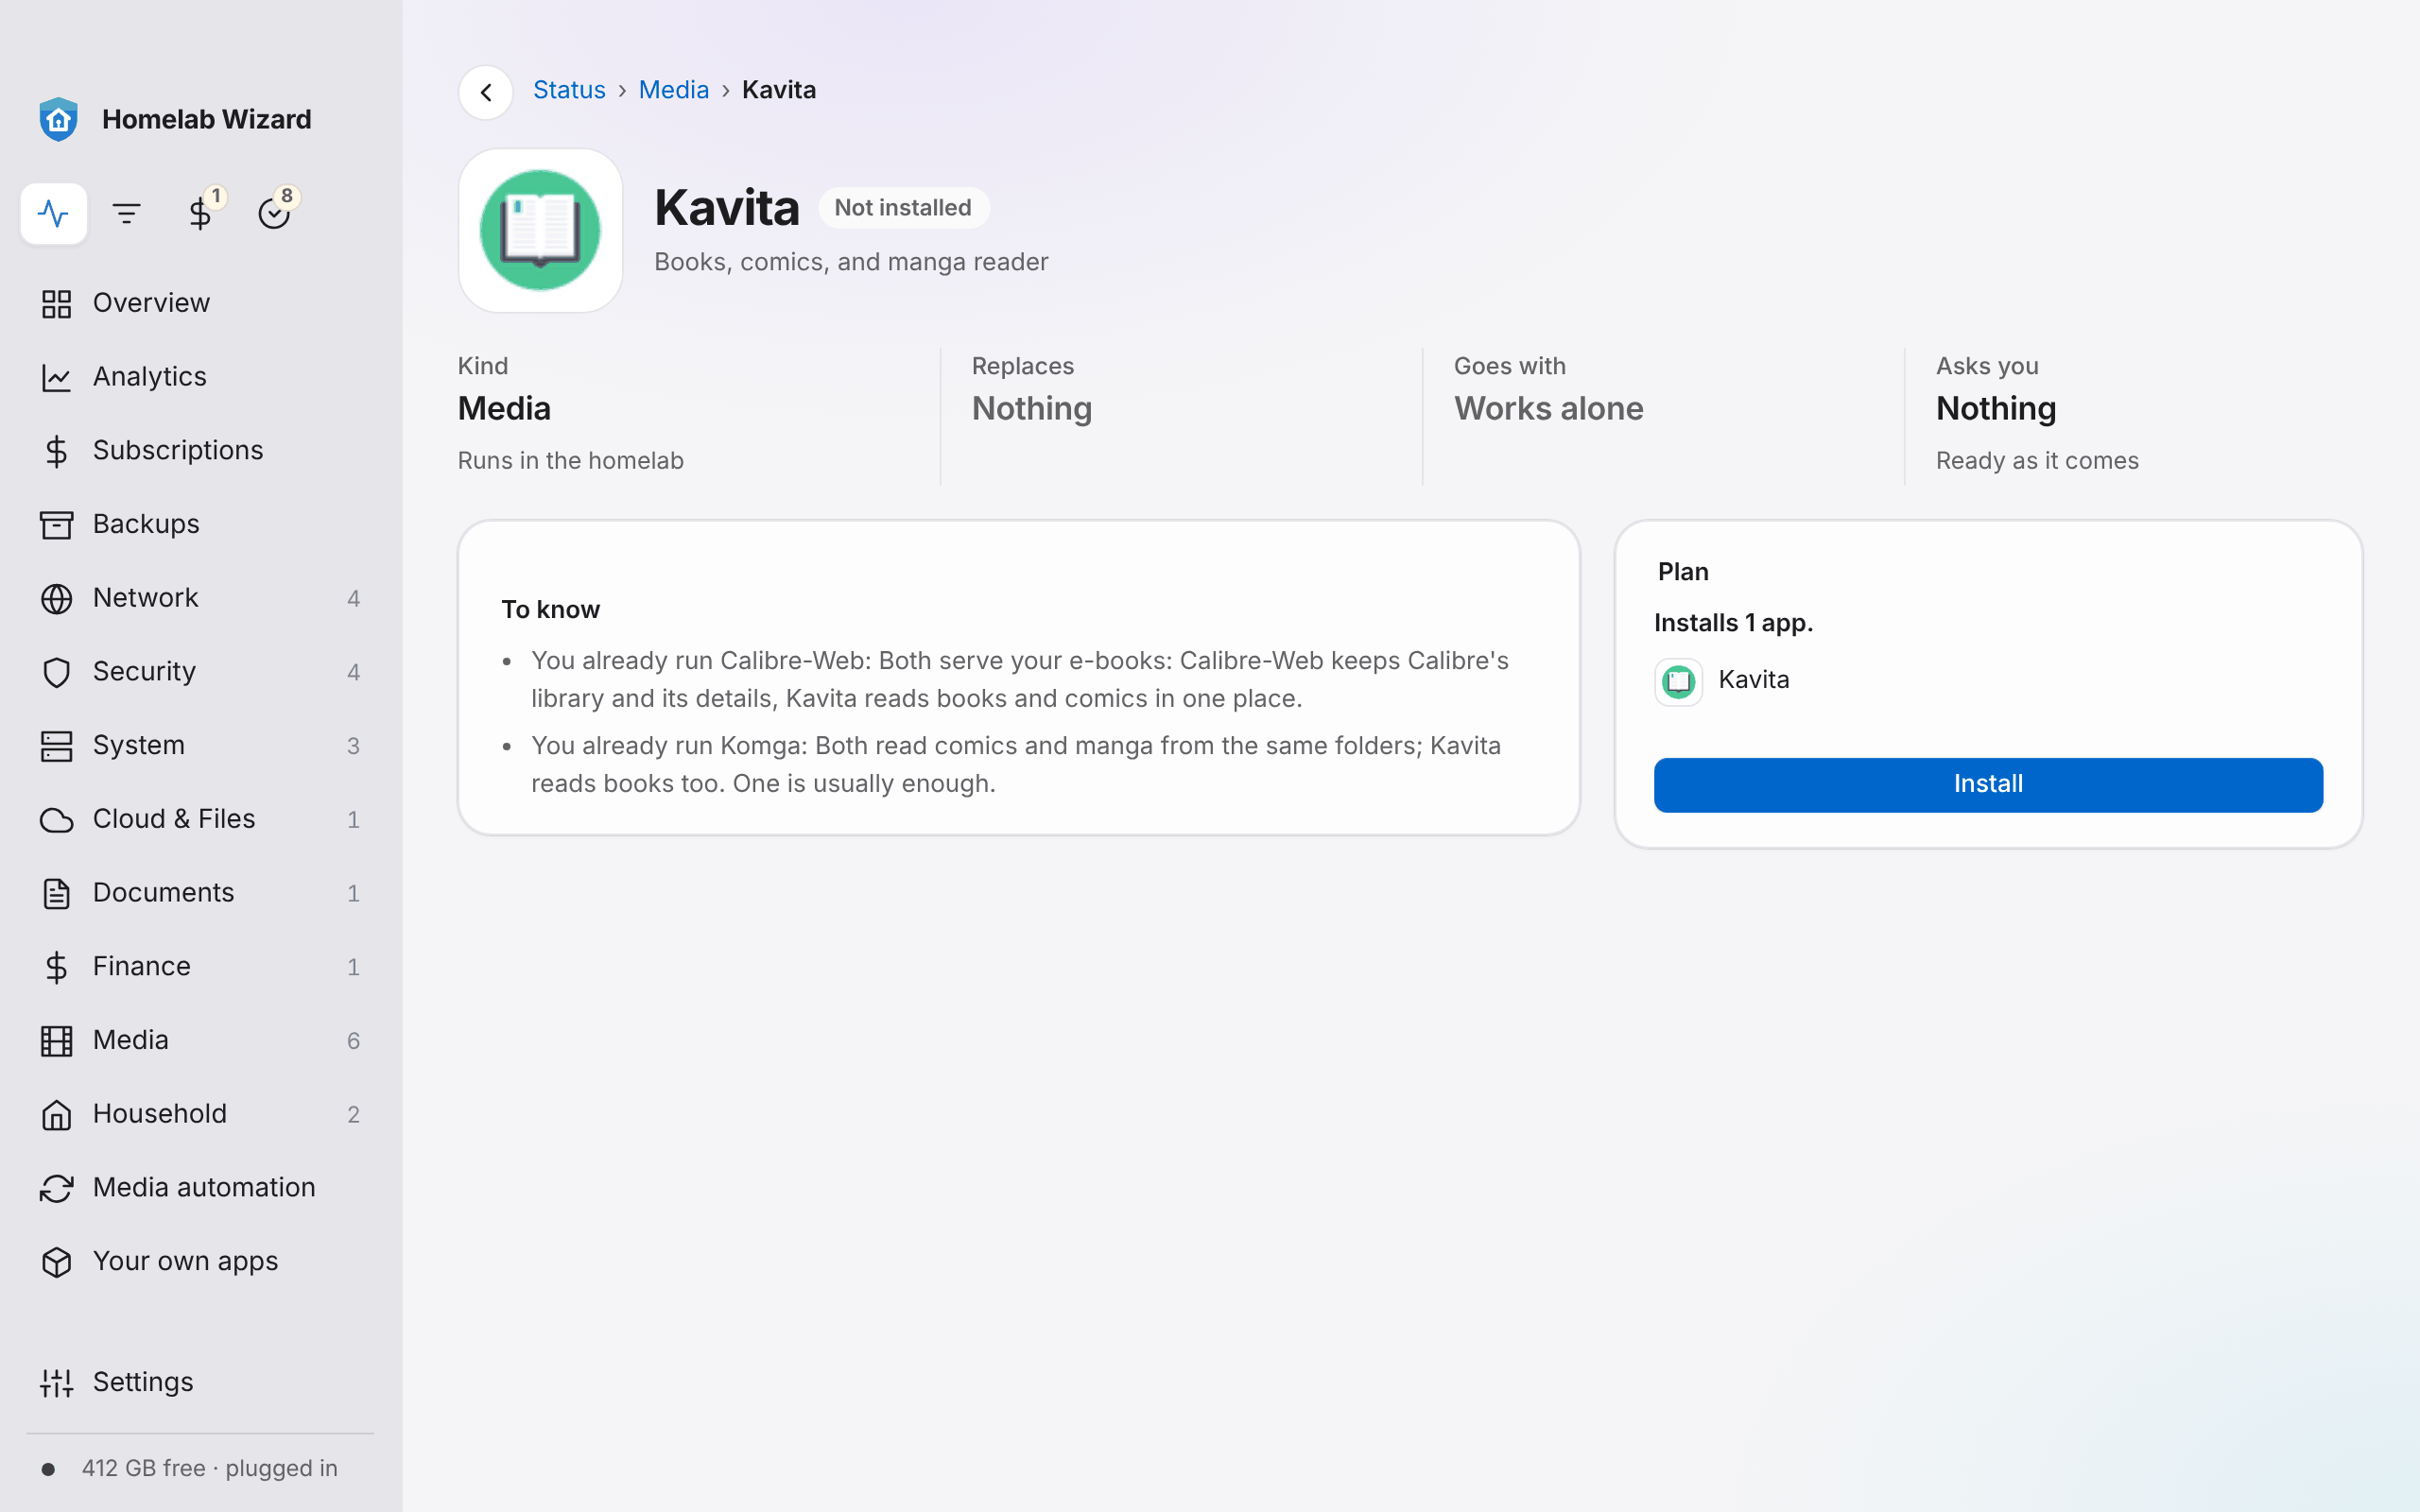 Homelab Wizard
1
8
Overview
Analytics
Subscriptions
Backups
Network 4
Security 4
System 3
Cloud & Files 1
Documents 1
Finance 1
Media 6
Household 2
Media automation
Your own apps
Settings
412 GB free · plugged in
Status › Media › Kavita
Kavita Not installed
Books, comics, and manga reader
Kind
Media
Runs in the homelab
Replaces
Nothing
Goes with
Works alone
Asks you
Nothing
Ready as it comes
To know
• You already run Calibre-Web: Both serve your e-books: Calibre-Web keeps Calibre's
library and its details, Kavita reads books and comics in one place.
• You already run Komga: Both read comics and manga from the same folders; Kavita
reads books too. One is usually enough.
Plan
Installs 1 app.
Kavita
Install